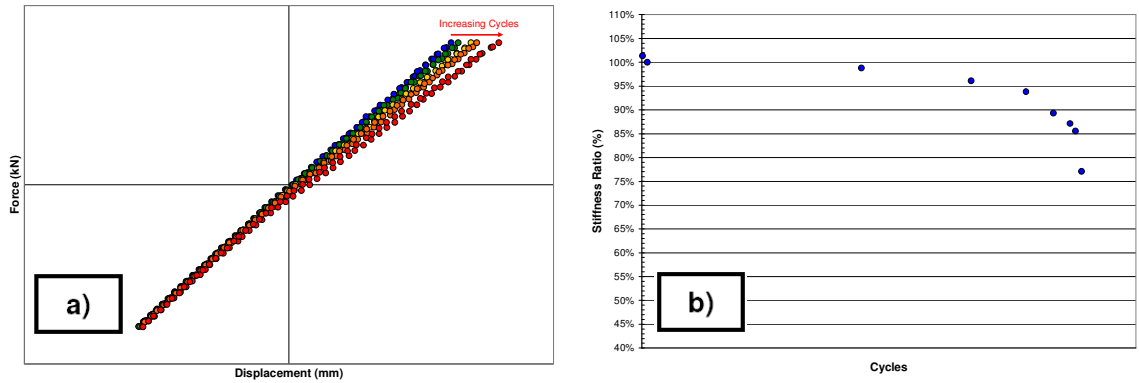 Increasing Cycles
Force (kN)
a)
Displacement (mm)
110%
105%
100%
95%
90%
85%
80%
75%
70%
65%
60%
55%
50%
45%
40%
Stiffness Ratio (%)
b)
Cycles